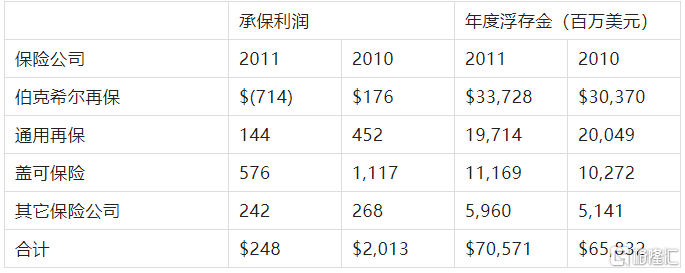 承保利润 年度浮存金（百万美元）
保险公司 2011 2010 2011 2010
伯克希尔再保 $(714) $176 $33,728 $30,370
通用再保 144 452 19,714 20,049
盖可保险 576 1,117 11,169 10,272
其它保险公司 242 268 5,960 5,141
合计 $248 $2,013 $70,571 $65,832
格隆汇